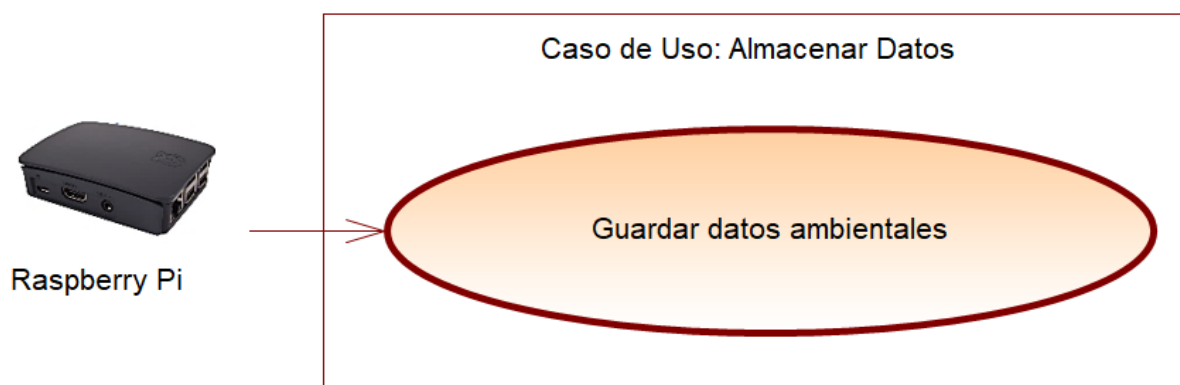 Caso de Uso: Almacenar Datos
Guardar datos ambientales
Raspberry Pi